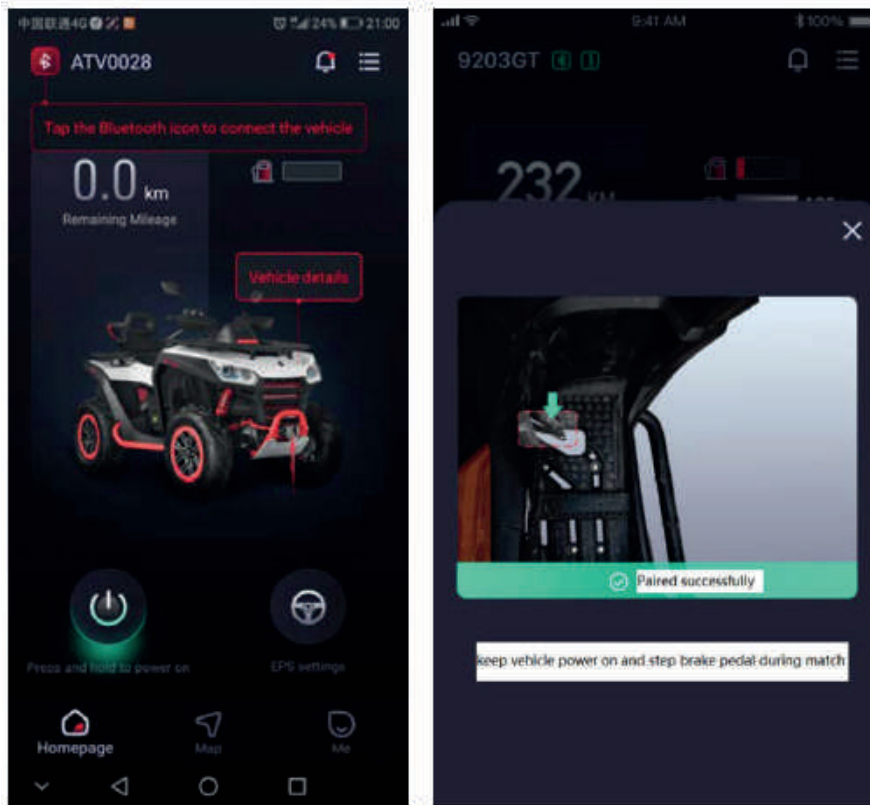 中国联通4G
24%
21:00
ATV0028
Tap the Bluetooth icon to connect the vehicle
0.0 km
Remaining Mileage
Vehicle details
Press and hold to power on
EPS settings
Homepage
Map
Me
9:41 AM
100%
9203GT
232 KM
Paired successfully
keep vehicle power on and step brake pedal during match